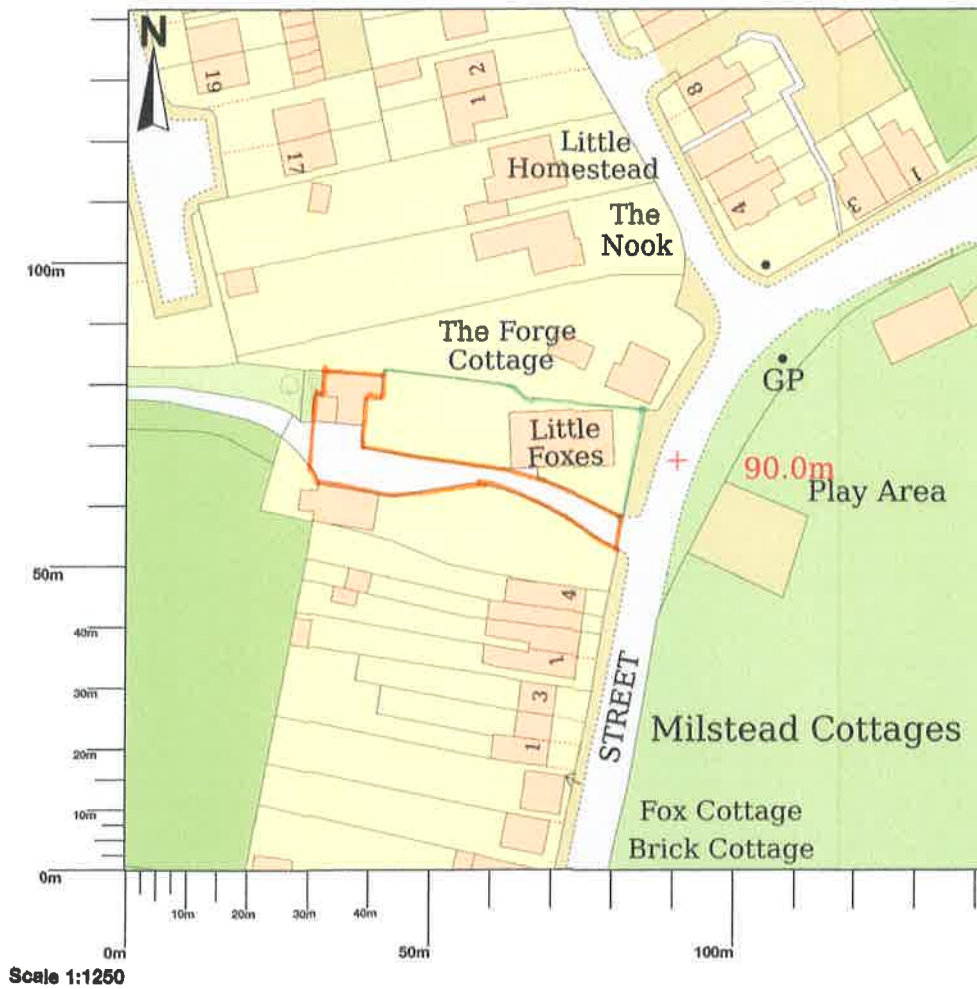 N
19
17
1 2
Little
Homestead
The
Nook
8
4
3
1
100m
The Forge
Cottage
GP
Little
Foxes
90.0m
Play Area
50m
4
1
40m
30m
3
1
STREET
Milstead Cottages
20m
10m
Fox Cottage
Brick Cottage
0m
10m 20m 30m 40m
0m 50m 100m
Scale 1:1250